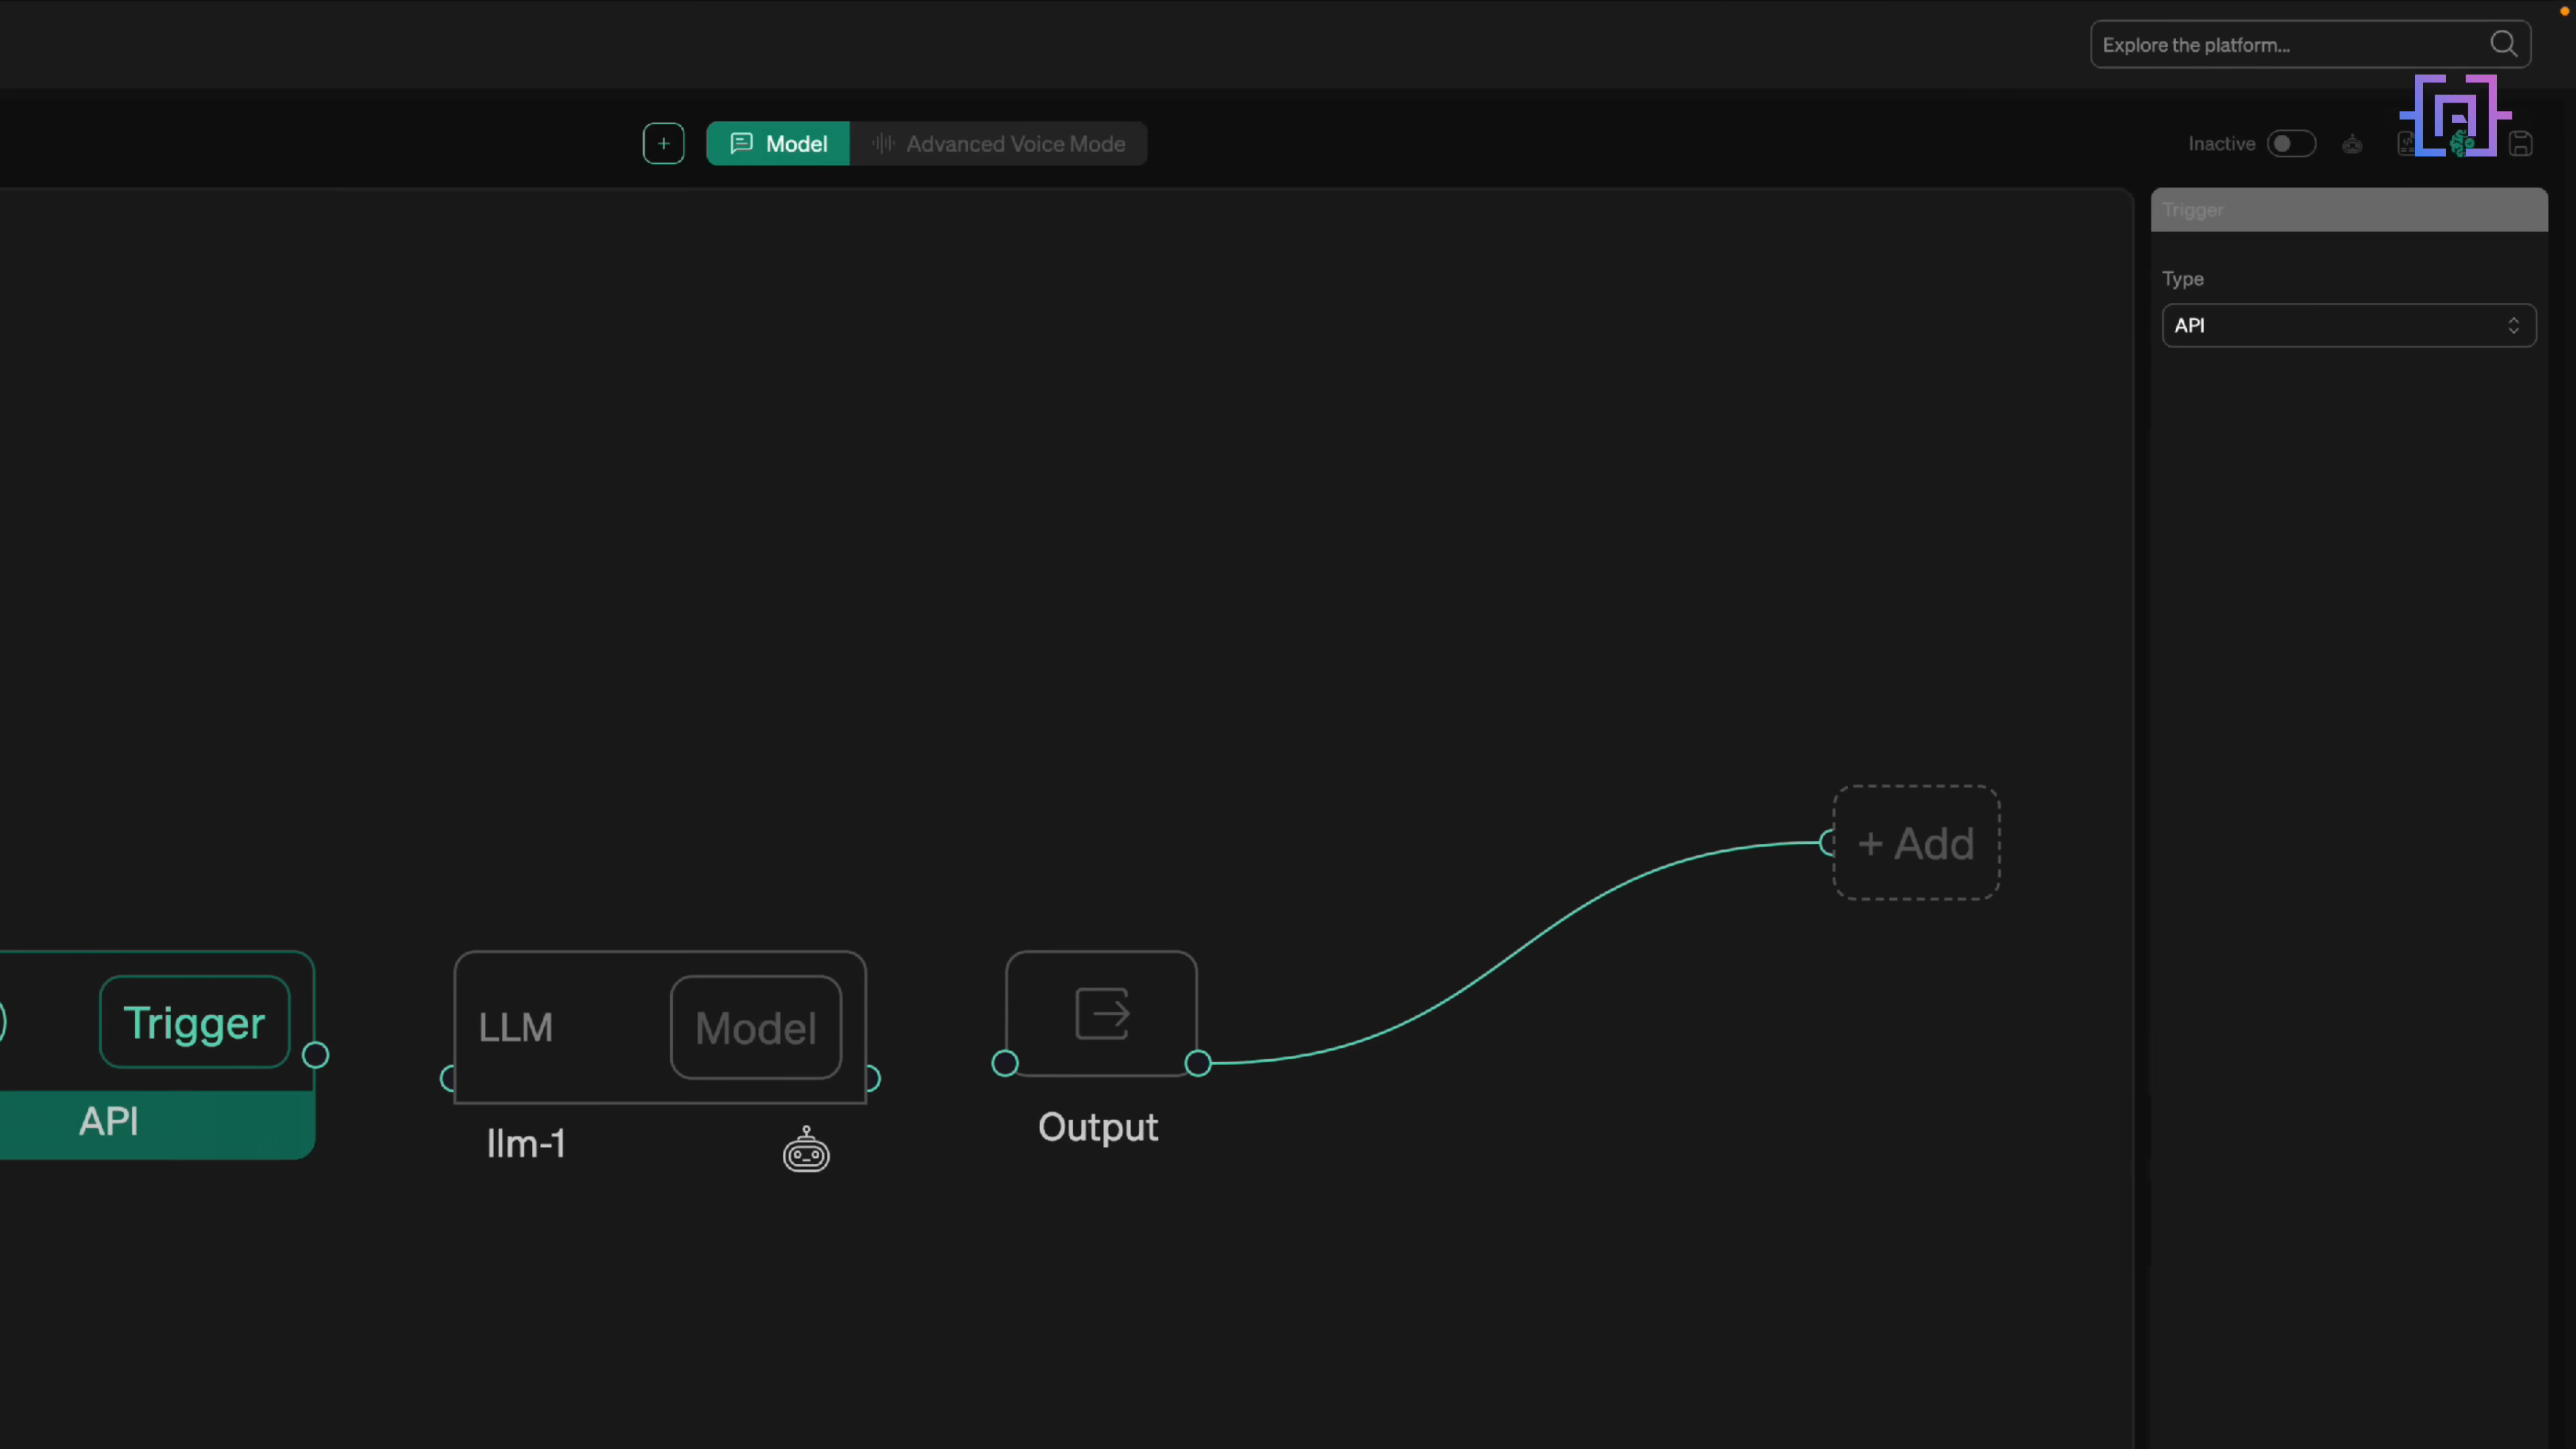 Explore the platform...
+
Model
Advanced Voice Mode
Inactive
Trigger
Type
API
+ Add
Trigger
API
LLM
Model
llm-1
Output